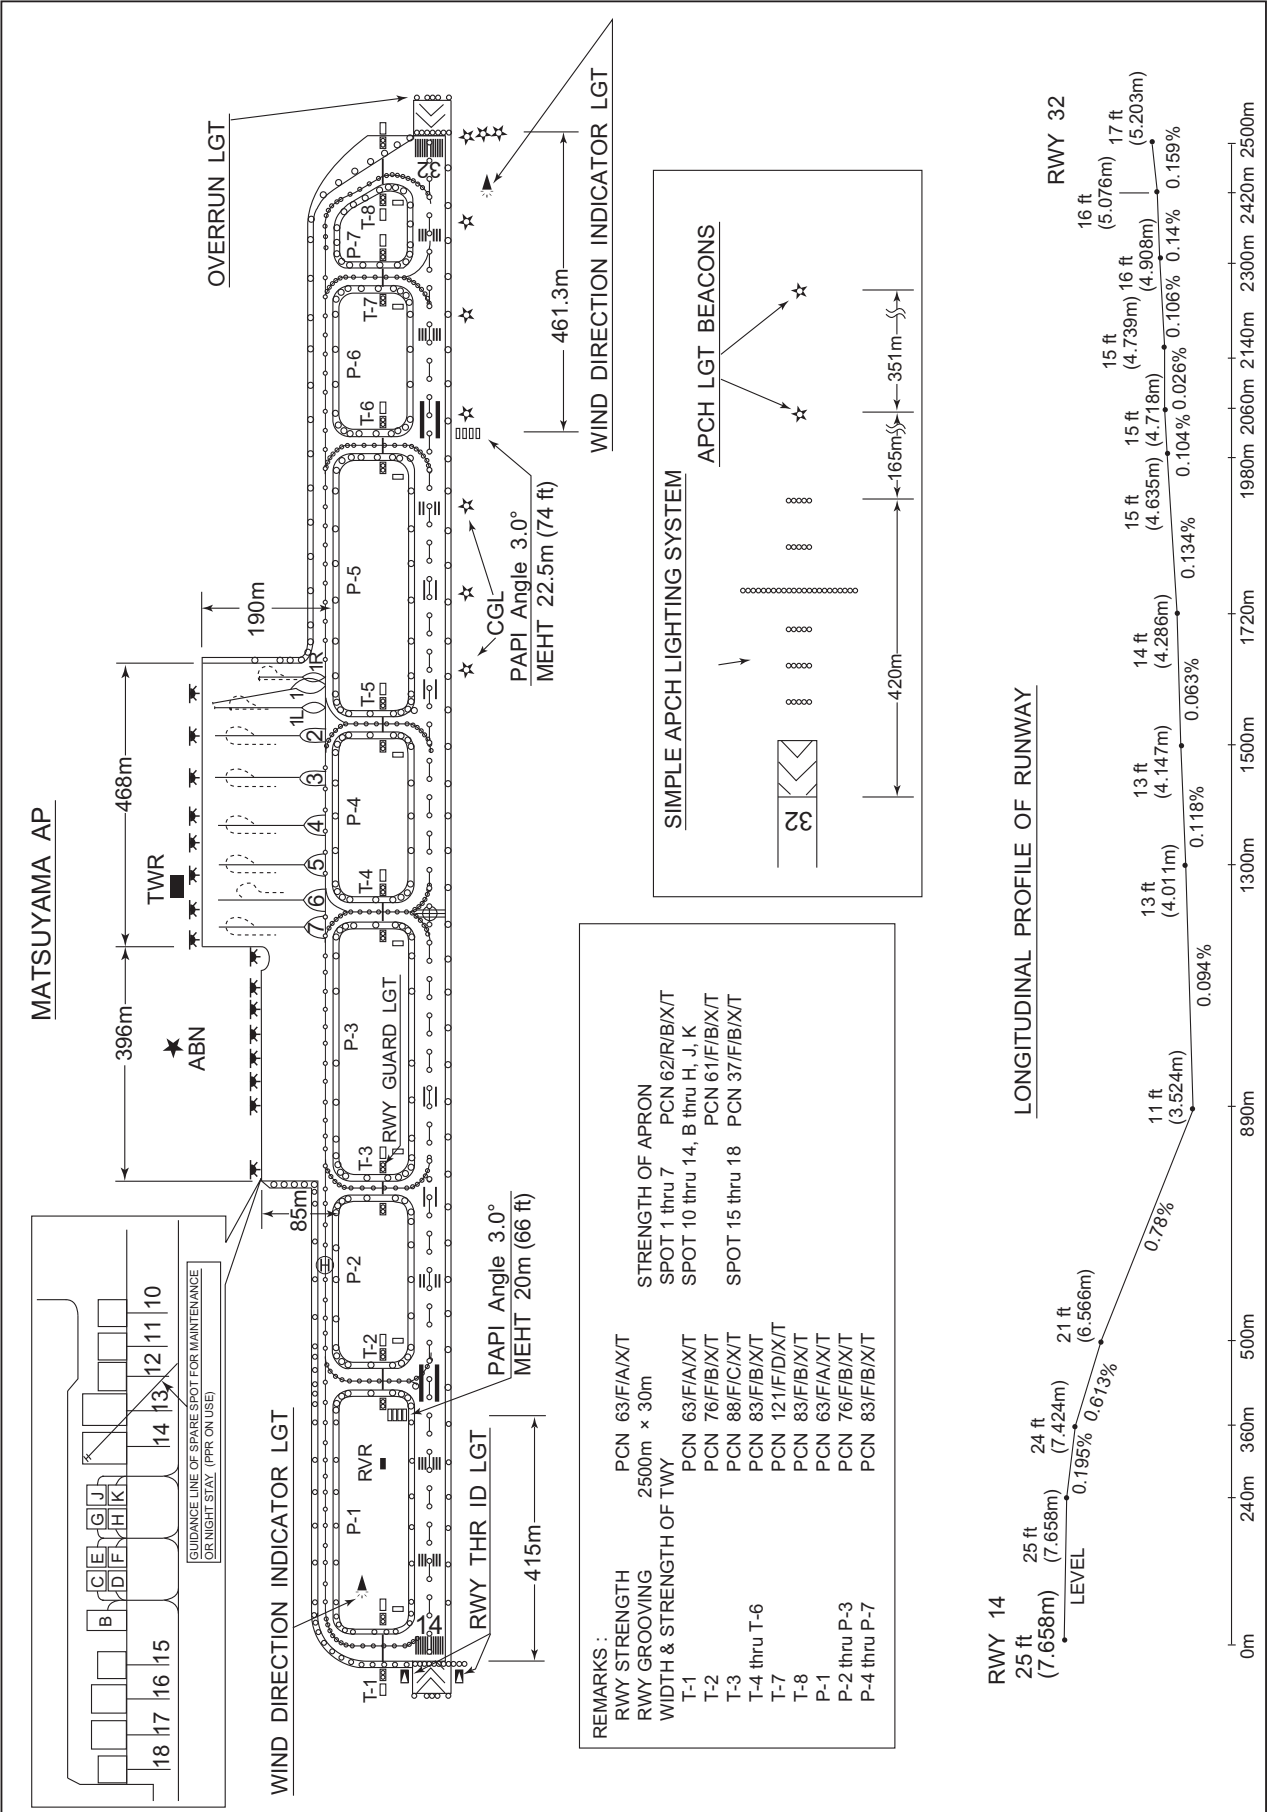 MATSUYAMA AP
396m
468m
190m
ABN
TWR
OVERRUN LGT
18 17 16 15
B
C E
D F
G J
H K
14 13 12 11 10
GUIDANCE LINE OF SPARE SPOT FOR MAINTENANCE
OR NIGHT STAY (PPR ON USE)
85m
7 6 5 4 3 2 1L 1 1R
H
WIND DIRECTION INDICATOR LGT
P-1
P-2
P-3
P-4
P-5
P-6
P-7
RVR
T-1
T-2
T-3
T-4
T-5
T-6
T-7
T-8
RWY GUARD LGT
14
32
RWY THR ID LGT
415m
PAPI Angle 3.0°
MEHT 20m (66 ft)
CGL
PAPI Angle 3.0°
MEHT 22.5m (74 ft)
461.3m
WIND DIRECTION INDICATOR LGT
REMARKS :
RWY STRENGTH PCN 63/F/A/X/T
RWY GROOVING 2500m × 30m
WIDTH & STRENGTH OF TWY
T-1 PCN 63/F/A/X/T
T-2 PCN 76/F/B/X/T
T-3 PCN 88/F/C/X/T
T-4 thru T-6 PCN 83/F/B/X/T
T-7 PCN 121/F/D/X/T
T-8 PCN 83/F/B/X/T
P-1 PCN 63/F/A/X/T
P-2 thru P-3 PCN 76/F/B/X/T
P-4 thru P-7 PCN 83/F/B/X/T
STRENGTH OF APRON
SPOT 1 thru 7 PCN 62/R/B/X/T
SPOT 10 thru 14, B thru H, J, K
PCN 61/F/B/X/T
SPOT 15 thru 18 PCN 37/F/B/X/T
SIMPLE APCH LIGHTING SYSTEM
APCH LGT BEACONS
32
420m
165m
351m
LONGITUDINAL PROFILE OF RUNWAY
RWY 14
RWY 32
25 ft
(7.658m)
25 ft
(7.658m)
24 ft
(7.424m)
21 ft
(6.566m)
11 ft
(3.524m)
13 ft
(4.011m)
13 ft
(4.147m)
14 ft
(4.286m)
15 ft
(4.635m)
15 ft
(4.718m)
15 ft
(4.739m)
16 ft
(4.908m)
16 ft
(5.076m)
17 ft
(5.203m)
LEVEL 0.195% 0.613% 0.78% 0.094% 0.118% 0.063% 0.134% 0.104% 0.026% 0.106% 0.14% 0.159%
0m 240m 360m 500m 890m 1300m 1500m 1720m 1980m 2060m 2140m 2300m 2420m 2500m